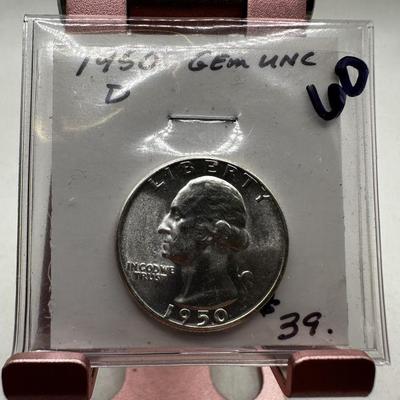 1950 GEM UNC
D
60
LIBERTY
IN GOD WE
TRUST
1950
39.